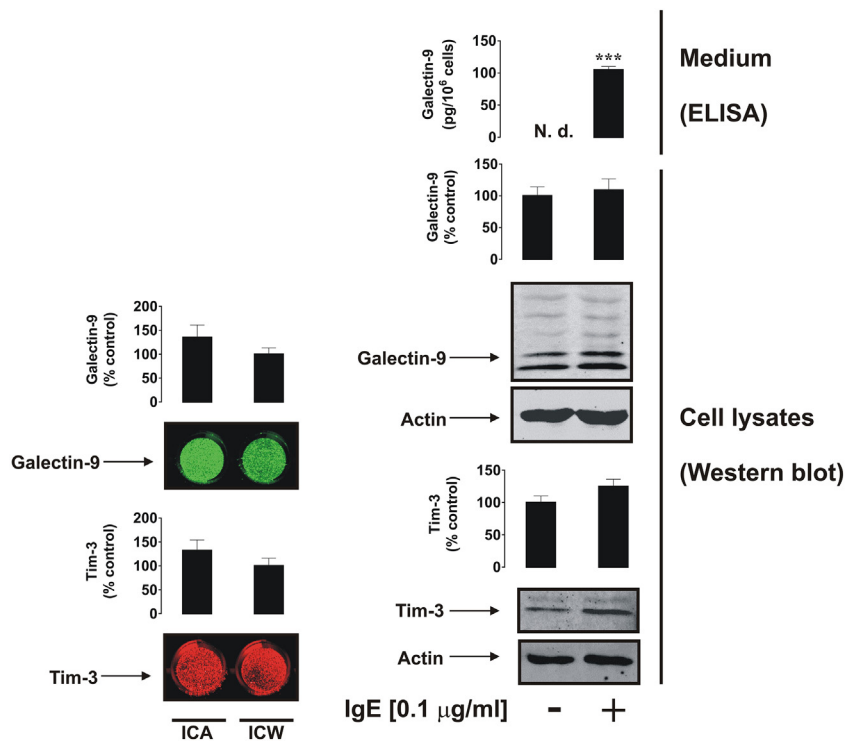 150
100
50
0
Galectin-9
(pg/10⁶ cells)
***
N. d.
Medium
(ELISA)
150
100
50
0
Galectin-9
(% control)
Galectin-9
Actin
Cell lysates
(Western blot)
150
100
50
0
Tim-3
(% control)
Tim-3
Actin
IgE [0.1 μg/ml]
- +
200
150
100
50
0
Galectin-9
(% control)
Galectin-9
200
150
100
50
0
Tim-3
(% control)
Tim-3
ICA ICW